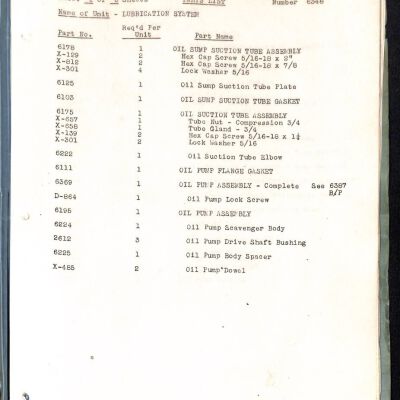 PARTS LIST Number 6348
Name of Unit - LUBRICATION SYSTEM
Part No. Req'd Per Unit Part Name
6178 1 OIL SUMP SUCTION TUBE ASSEMBLY
X-129 2 Hex Cap Screw 5/16-18 x 2"
X-812 2 Hex Cap Screw 5/16-18 x 7/8
X-301 4 Lock Washer 5/16
6125 1 Oil Sump Suction Tube Plate
6103 1 OIL SUMP SUCTION TUBE GASKET
6175 1 OIL SUCTION TUBE ASSEMBLY
X-657 1 Tube Nut - Compression 3/4
X-658 1 Tube Gland - 3/4
X-139 2 Hex Cap Screw 5/16-18 x 1¼
X-301 2 Lock Washer 5/16
6222 1 Oil Suction Tube Elbow
6111 1 OIL PUMP FLANGE GASKET
6369 1 OIL PUMP ASSEMBLY - Complete See 6387
B/P
D-864 1 Oil Pump Lock Screw
6195 1 OIL PUMP ASSEMBLY
6224 1 Oil Pump Scavenger Body
2612 3 Oil Pump Drive Shaft Bushing
6225 1 Oil Pump Body Spacer
X-485 2 Oil Pump Dowel